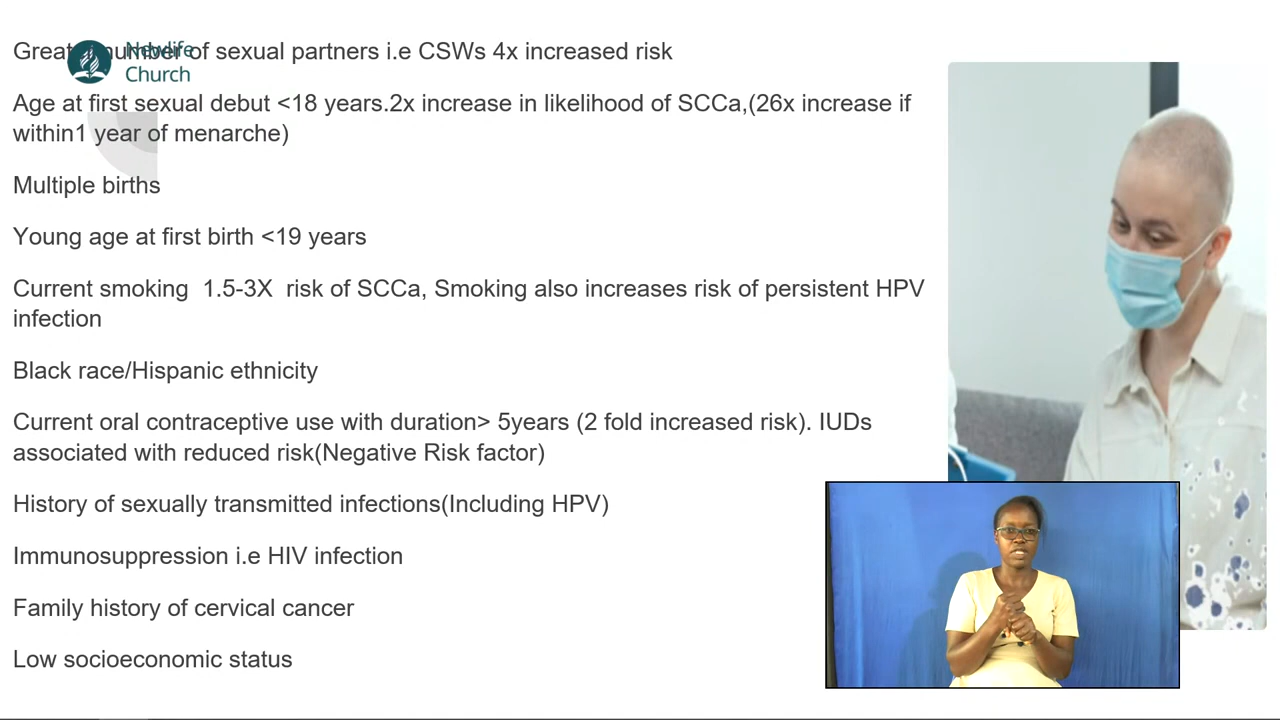 Greater number of sexual partners i.e CSWs 4x increased risk
Newlife
Church
Age at first sexual debut <18 years.2x increase in likelihood of SCCa,(26x increase if
within1 year of menarche)
Multiple births
Young age at first birth <19 years
Current smoking  1.5-3X  risk of SCCa, Smoking also increases risk of persistent HPV
infection
Black race/Hispanic ethnicity
Current oral contraceptive use with duration> 5years (2 fold increased risk). IUDs
associated with reduced risk(Negative Risk factor)
History of sexually transmitted infections(Including HPV)
Immunosuppression i.e HIV infection
Family history of cervical cancer
Low socioeconomic status